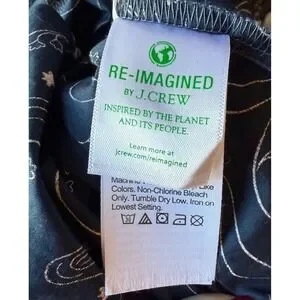 RE-IMAGINED
BY J.CREW
INSPIRED BY THE PLANET
AND ITS PEOPLE.
Learn more at
jcrew.com/reimagined
Like
Colors. Non-Chlorine Bleach
Only. Tumble Dry Low. Iron on
Lowest Setting.